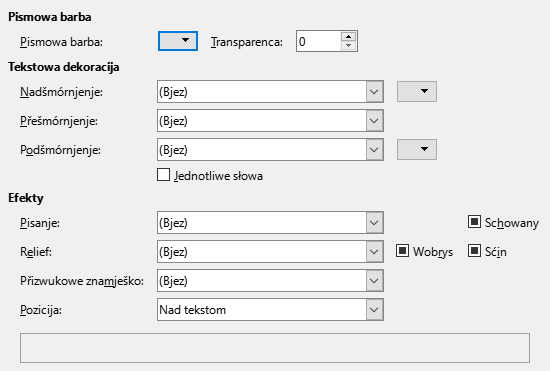 Pismowa barba
Pismowa barba: Transparenca: 0
Tekstowa dekoracija
Nadšmórnjenje: (Bjez)
Přešmórnjenje: (Bjez)
Podšmórnjenje: (Bjez)
Jednotliwe słowa
Efekty
Pisanje: (Bjez) Schowany
Relief: (Bjez) Wobrys Sćin
Přizwukowe znamješko: (Bjez)
Pozicija: Nad tekstom